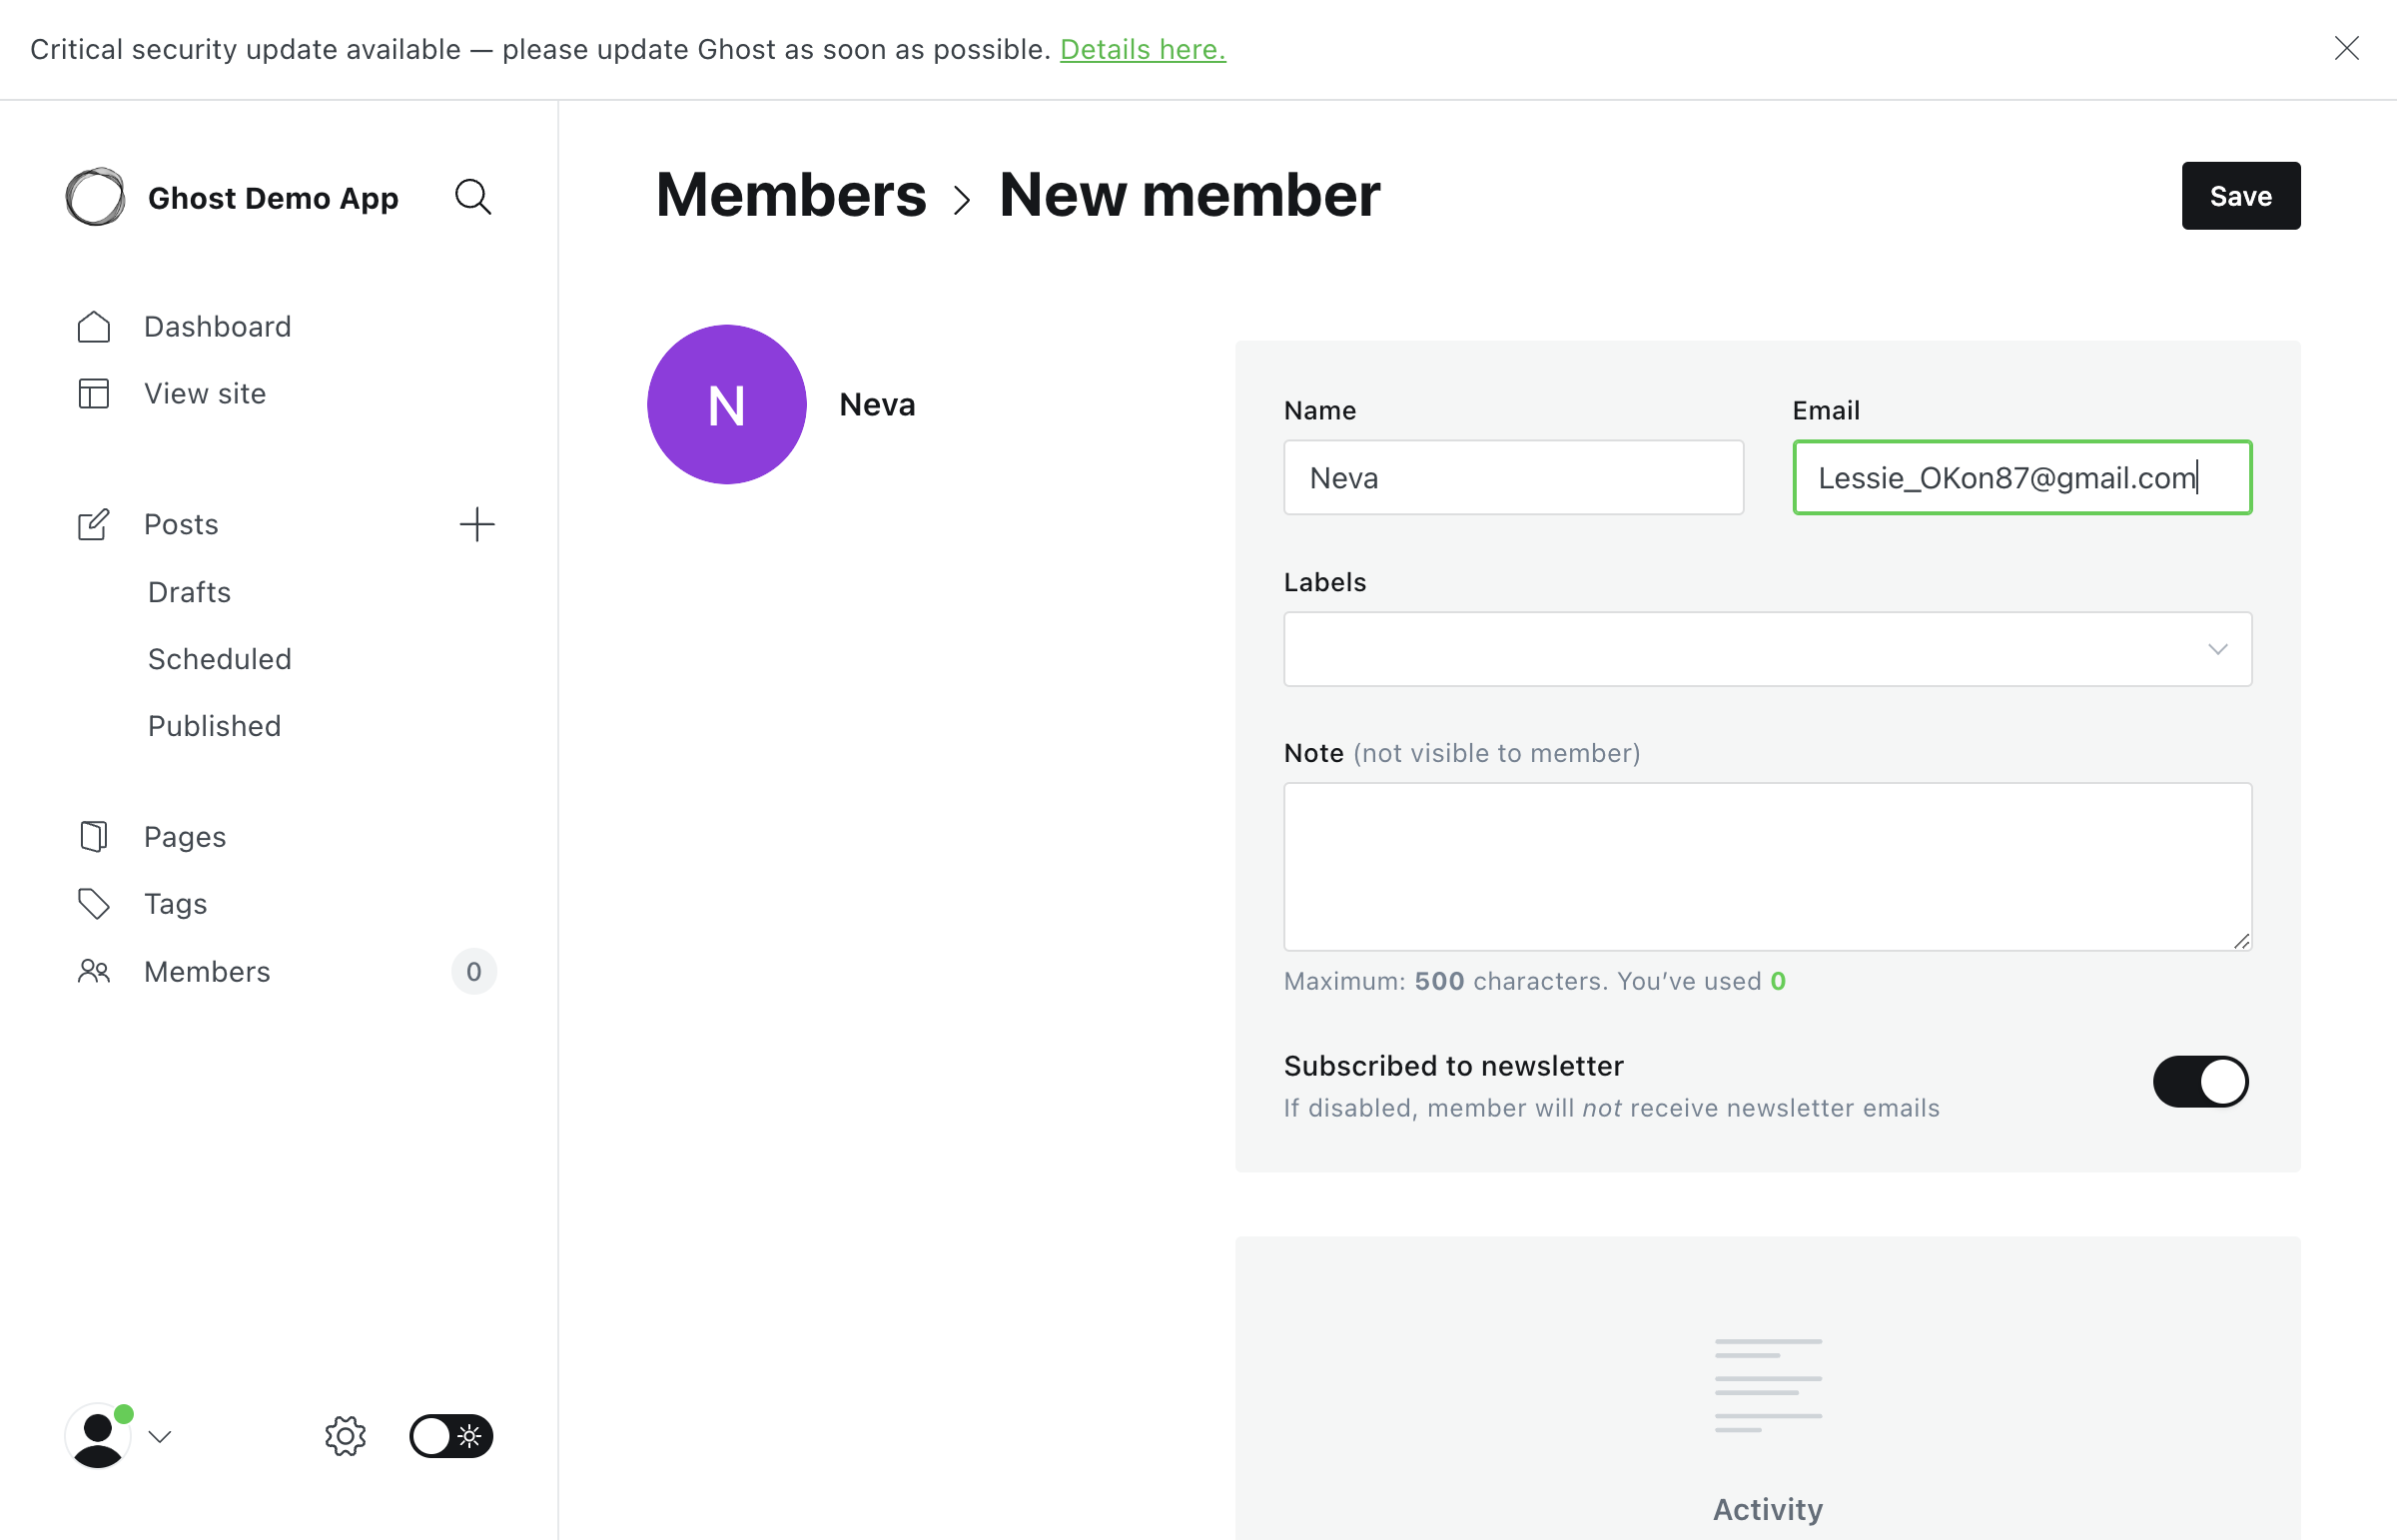 Critical security update available — please update Ghost as soon as possible. Details here.
Ghost Demo App
Dashboard
View site
Posts
Drafts
Scheduled
Published
Pages
Tags
Members 0
Members > New member
Save
N Neva
Name
Neva
Email
Lessie_OKon87@gmail.com
Labels
Note (not visible to member)
Maximum: 500 characters. You’ve used 0
Subscribed to newsletter
If disabled, member will not receive newsletter emails
Activity